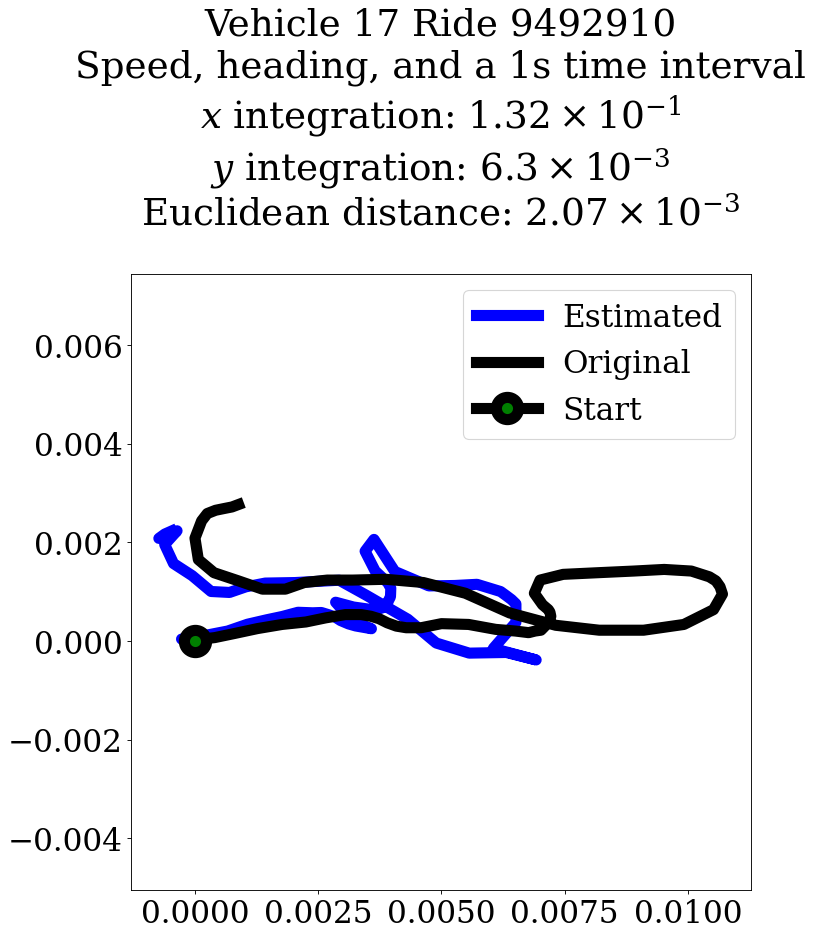 Vehicle 17 Ride 9492910
Speed, heading, and a 1s time interval
x integration: 1.32 × 10⁻¹
y integration: 6.3 × 10⁻³
Euclidean distance: 2.07 × 10⁻³
Estimated
Original
Start
0.006
0.004
0.002
0.000
−0.002
−0.004
0.0000 0.0025 0.0050 0.0075 0.0100